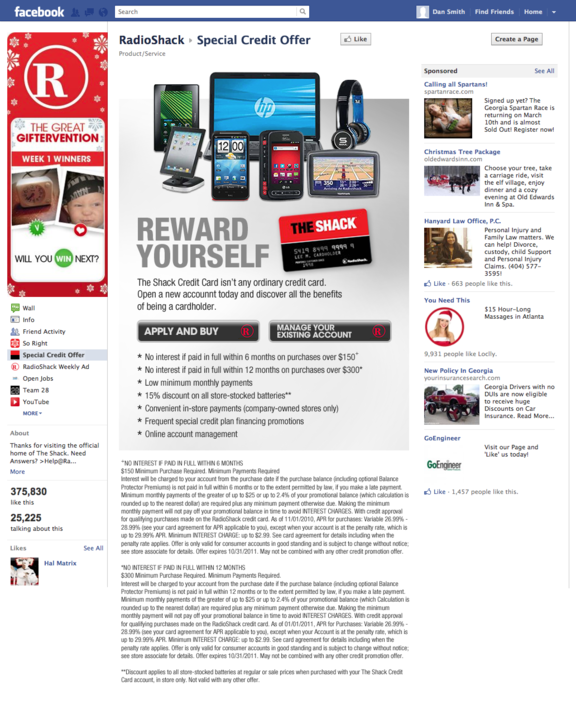 facebook
Search
Dan Smith
Find Friends
Home
R
THE GREAT
GIFTERVENTION
WEEK 1 WINNERS
WILL YOU WIN NEXT?
Wall
Info
Friend Activity
So Right
Special Credit Offer
RadioShack Weekly Ad
Open Jobs
Team 28
YouTube
MORE
About
Thanks for visiting the official
home of The Shack. Need
Answers? >Help@Ra...
More
375,830
like this
25,225
talking about this
Likes
See All
Hal Matrix
RadioShack › Special Credit Offer
Like
Product/Service
Create a Page
hp
12:00
350
REWARD
YOURSELF
THE SHACK
5419 8499 9999 9
LEE M. CARDHOLDER
RadioShack
The Shack Credit Card isn't any ordinary credit card.
Open a new accounnt today and discover all the benefits
of being a cardholder.
APPLY AND BUY
MANAGE YOUR
EXISTING ACCOUNT
* No interest if paid in full within 6 months on purchases over $150^
* No interest if paid in full within 12 months on purchases over $300*
* Low minimum monthly payments
* 15% discount on all store-stocked batteries**
* Convenient in-store payments (company-owned stores only)
* Frequent special credit plan financing promotions
* Online account management
^NO INTEREST IF PAID IN FULL WITHIN 6 MONTHS
$150 Minimum Purchase Required. Minimum Payments Required
Interest will be charged to your account from the purchase date if the purchase balance (including optional Balance
Protector Premiums) is not paid in full within 6 months or to the extent permitted by law, if you make a late payment.
Minimum monthly payments of the greater of up $25 or up to 2.4% of your promotional balance (which calculation is
rounded up to the nearest dollar) are required plus any minimum payment otherwise due. Making the minimum
monthly payment will not pay off your promotional balance in time to avoid INTEREST CHARGES. With credit approval
for qualifying purchases made on the RadioShack credit card. As of 11/01/2010, APR for purchases: Variable 26.99% -
28.99% (see your card agreement for APR applicable to you), except when your account is at the penalty rate, which is
up to 29.99% APR. Minimum INTEREST CHARGE: up to $2.99. See card agreement for details including when the
penalty rate applies. Offer is only valid for consumer accounts in good standing and is subject to change without notice;
see store associate for details. Offer expires 10/31/2011. May not be combined with any other credit promotion offer.
*NO INTEREST IF PAID IN FULL WITHIN 12 MONTHS
$300 Minimum Purchase Required. Minimum Payments Required.
Interest will be charged to your account from the purchase date if the purchase balance (including optional Balance
Protector Premiums) is not paid in full within 12 months or to the extent permitted by law, if you make a late payment.
Minimum monthly payments of the greater of up to $25 or up to 2.4% of your promotional balance (which Calculation is
rounded up to the nearest dollar) are required plus any minimum payment otherwise due. Making the minimum
monthly payment will not pay off your promotional balance in time to avoid INTEREST CHARGES. With credit approval
for qualifying purchases made on the RadioShack credit card. As of 01/01/2011, APR for Purchases: Variable 26.99% -
28.99% (see your card agreement for APR applicable to you), except when your Account is at the penalty rate, which is
up to 29.99% APR. Minimum INTEREST CHARGE: up to $2.99. See card agreement for details including when the
penalty rate applies. Offer is only valid for consumer accounts in good standing and is subject to change without notice;
see store associate for details. Offer expires 10/31/2011. May not be combined with any other credit promotion offer.
**Discount applies to all store-stocked batteries at regular or sale prices when purchased with your The Shack Credit
Card account, in store only. Not valid with any other offer.
Sponsored
See All
Calling all Spartans!
spartanrace.com
Signed up yet? The
Georgia Spartan Race is
returning on March
10th and is almost
Sold Out! Register now!
Christmas Tree Package
oldedwardsinn.com
Choose your tree, take
a carriage ride, visit
the elf village, enjoy
dinner and a cozy
evening at Old Edwards
Inn & Spa.
Hanyard Law Office, P.C.
Personal Injury and
Family Law matters. We
can help! Divorce,
custody, child Support
and Personal Injury
Claims. (404) 577-
3595!
Like · 663 people like this.
You Need This
$15 Hour-Long
Massages in Atlanta
9,931 people like Loclly.
New Policy In Georgia
yourinsurancesearch.com
Georgia Drivers with no
DUIs are now eligible
to receive huge
Discounts on Car
Insurance. Read More...
GoEngineer
Visit our Page and
'Like' us today!
GoEngineer
Like · 1,457 people like this.